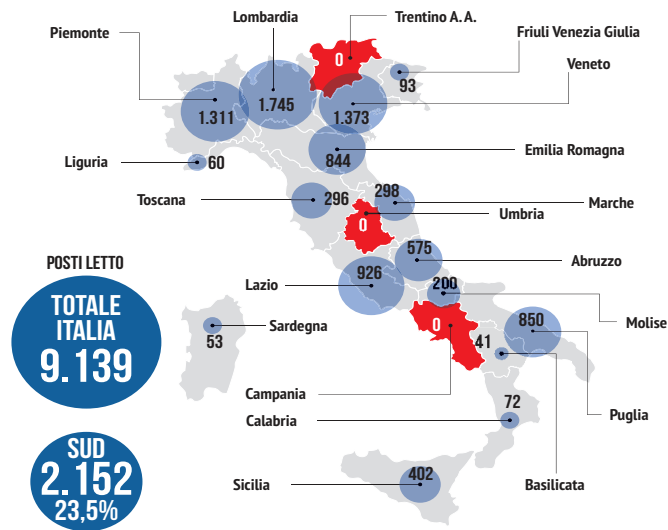 Lombardia
Trentino A. A.
Piemonte
Friuli Venezia Giulia
Veneto
0
93
1.311
1.745
1.373
Liguria
60
844
Emilia Romagna
Toscana
296
298
Marche
Umbria
0
POSTI LETTO
575
Abruzzo
Lazio
926
200
TOTALE
ITALIA
9.139
Sardegna
53
0
41
850
Molise
Campania
72
Calabria
Puglia
SUD
2.152
23,5%
Sicilia
402
Basilicata